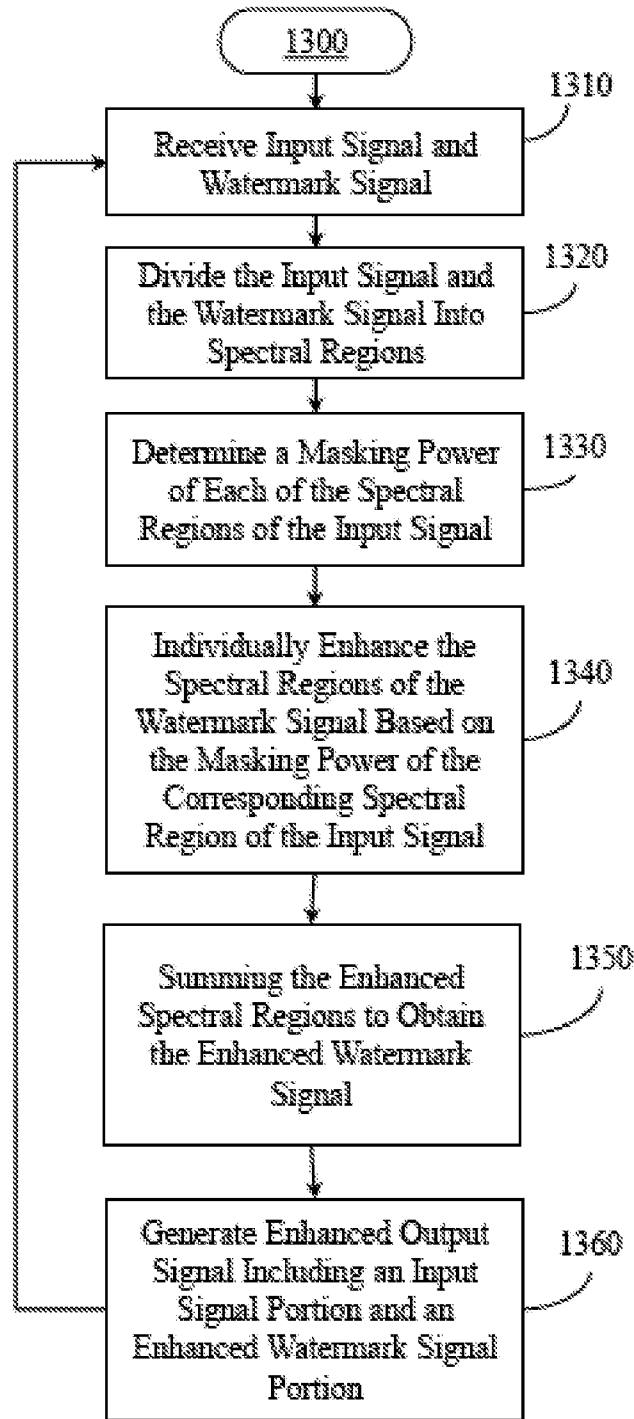 1300
1310
Receive Input Signal and
Watermark Signal
1320
Divide the Input Signal and
the Watermark Signal Into
Spectral Regions
1330
Determine a Masking Power
of Each of the Spectral
Regions of the Input Signal
1340
Individually Enhance the
Spectral Regions of the
Watermark Signal Based on
the Masking Power of the
Corresponding Spectral
Region of the Input Signal
1350
Summing the Enhanced
Spectral Regions to Obtain
the Enhanced Watermark
Signal
1360
Generate Enhanced Output
Signal Including an Input
Signal Portion and an
Enhanced Watermark Signal
Portion